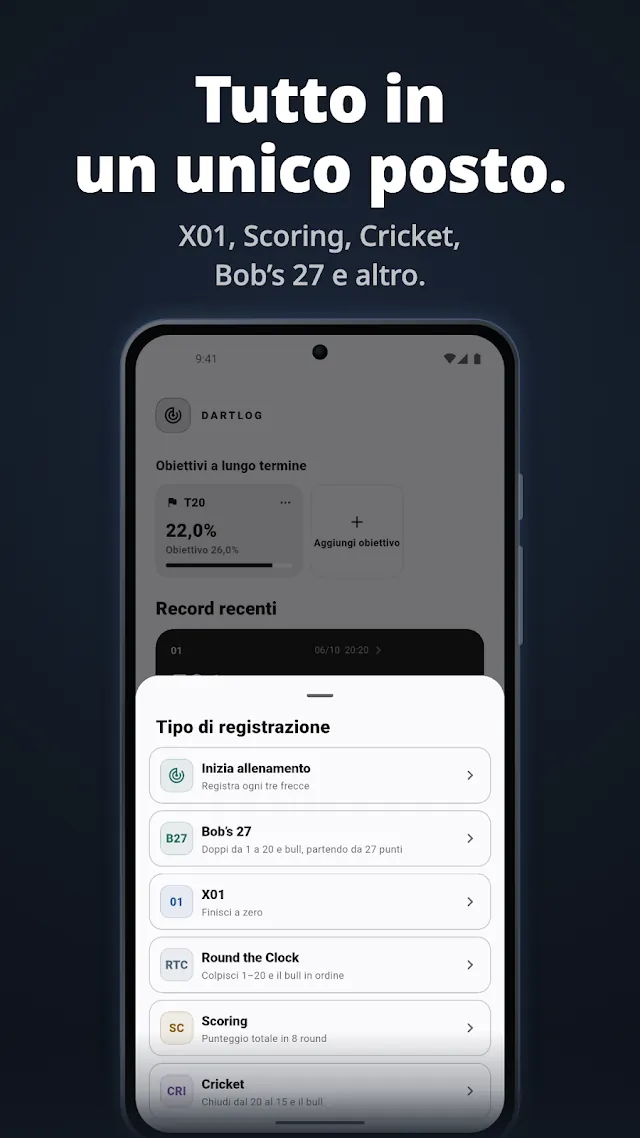 Tutto in
un unico posto.
X01, Scoring, Cricket,
Bob’s 27 e altro.
9:41
DARTLOG
Obiettivi a lungo termine
T20
22,0%
Obiettivo 26,0%
Aggiungi obiettivo
Record recenti
01
06/10 20:20
Tipo di registrazione
Inizia allenamento
Registra ogni tre frecce
B27
Bob’s 27
Doppi da 1 a 20 e bull, partendo da 27 punti
01
X01
Finisci a zero
RTC
Round the Clock
Colpisci 1–20 e il bull in ordine
SC
Scoring
Punteggio totale in 8 round
CRI
Cricket
Chiudi dal 20 al 15 e il bull